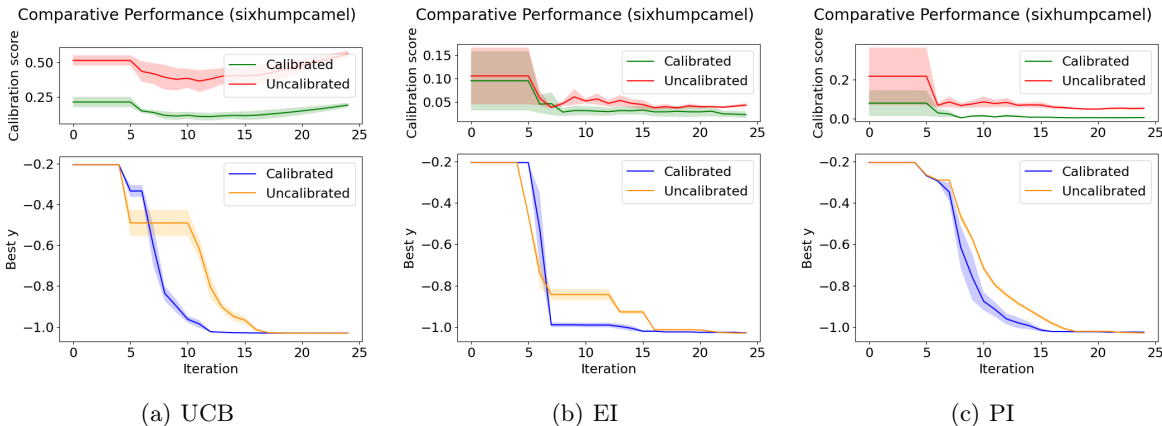 Comparative Performance (sixhumpcamel)
Calibration score
0.50
0.25
Calibrated
Uncalibrated
0 5 10 15 20 25
Best y
−0.2
−0.4
−0.6
−0.8
−1.0
Calibrated
Uncalibrated
0 5 10 15 20 25
Iteration
(a) UCB
Comparative Performance (sixhumpcamel)
Calibration score
0.15
0.10
0.05
Calibrated
Uncalibrated
0 5 10 15 20 25
Best y
−0.2
−0.4
−0.6
−0.8
−1.0
Calibrated
Uncalibrated
0 5 10 15 20 25
Iteration
(b) EI
Comparative Performance (sixhumpcamel)
Calibration score
0.2
0.0
Calibrated
Uncalibrated
0 5 10 15 20 25
Best y
−0.2
−0.4
−0.6
−0.8
−1.0
Calibrated
Uncalibrated
0 5 10 15 20 25
Iteration
(c) PI